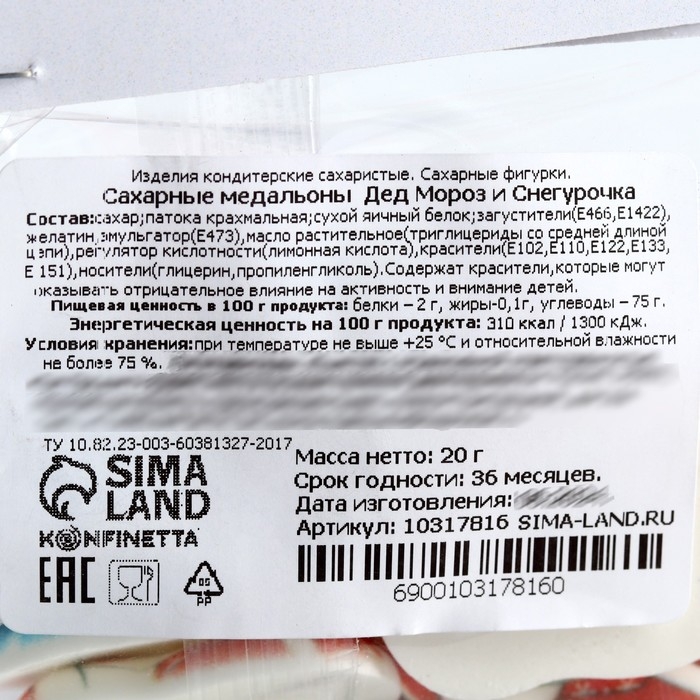 Изделия кондитерские сахаристые. Сахарные фигурки.
Сахарные медальоны Дед Мороз и Снегурочка
Состав:сахар;патока крахмальная;сухой яичный белок;загустители(Е466,Е1422),
желатин,эмульгатор(Е473),масло растительное(триглицериды со средней длиной
цепи),регулятор кислотности(лимонная кислота),красители(Е102,Е110,Е122,Е133,
Е 151),носители(глицерин,пропиленгликоль).Содержат красители,которые могут
оказывать отрицательное влияние на активность и внимание детей.
Пищевая ценность в 100 г продукта: белки – 2 г, жиры-0,1г, углеводы – 75 г.
Энергетическая ценность на 100 г продукта: 310 ккал / 1300 кДж.
Условия хранения:при температуре не выше +25 °С и относительной влажности
не более 75 %.
ТУ 10.82.23-003-60381327-2017
SIMA
LAND
KONFINETTA
Масса нетто: 20 г
Срок годности: 36 месяцев.
Дата изготовления:
Артикул: 10317816 SIMA-LAND.RU
6900103178160
EAC
05
PP